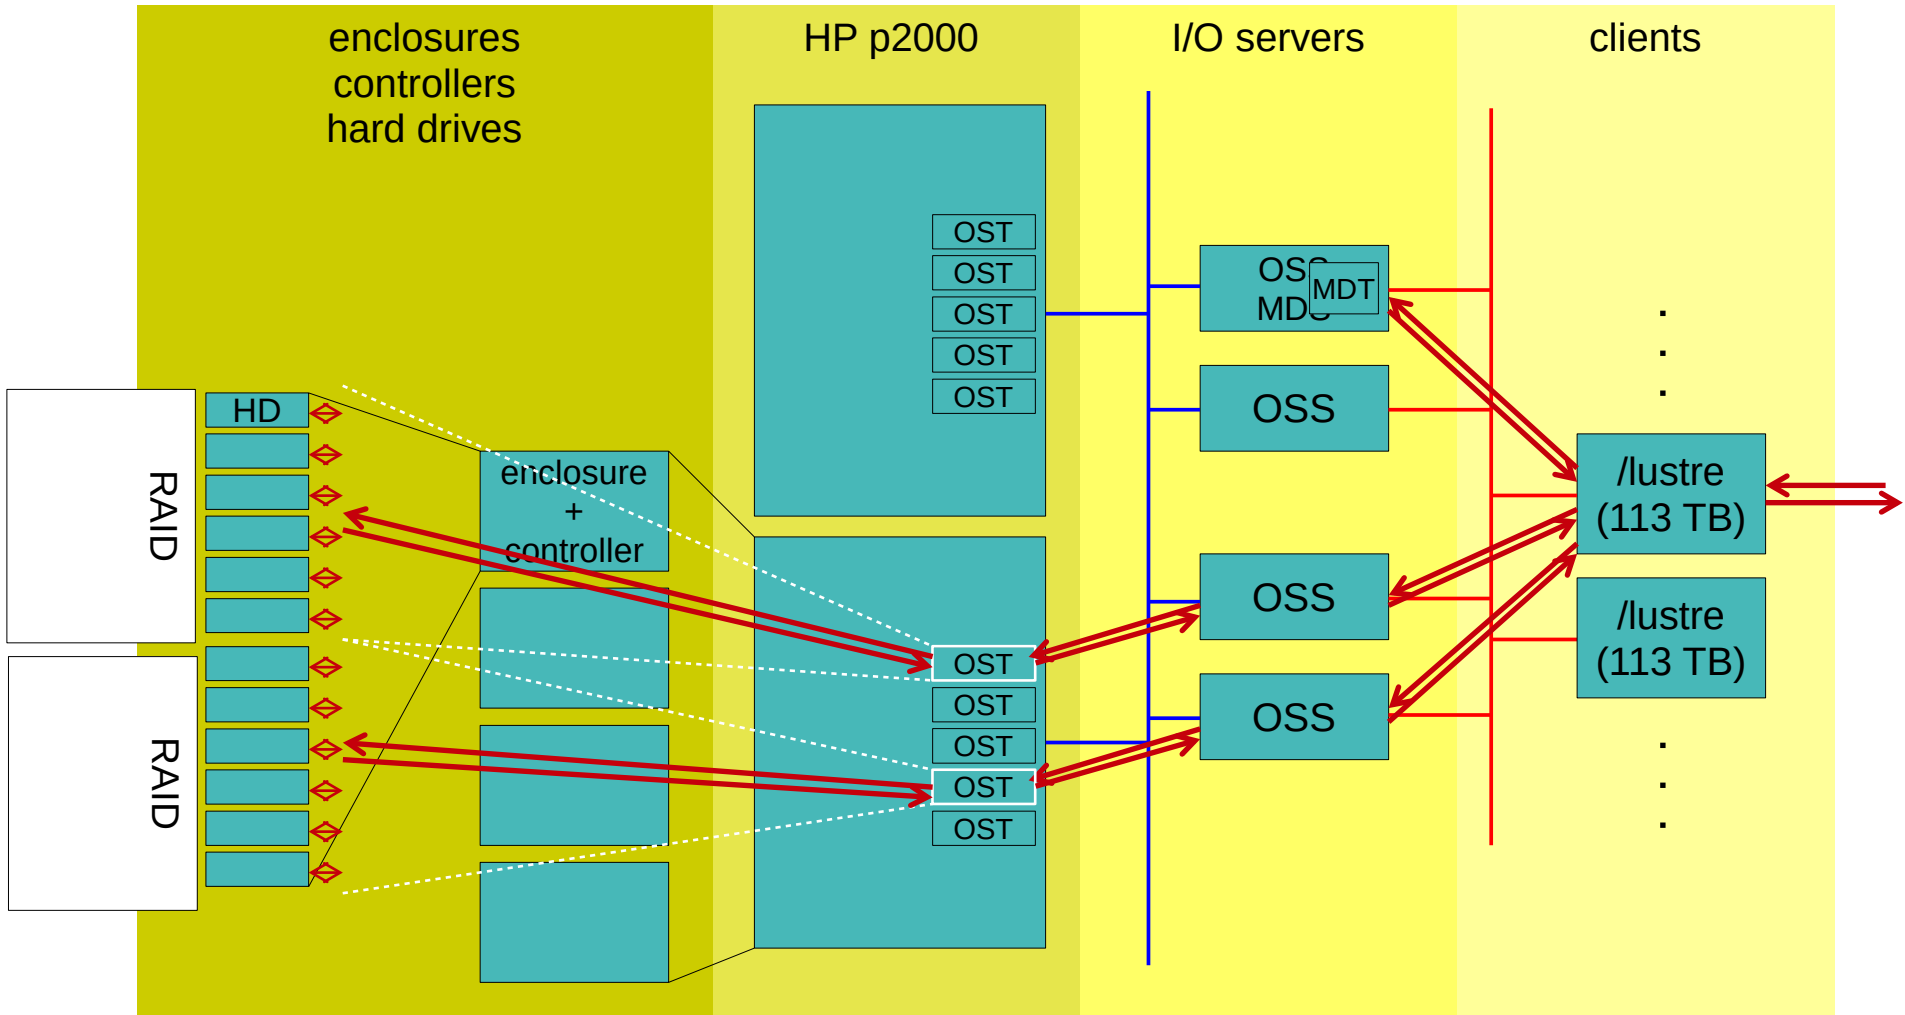 enclosures
controllers
hard drives
HP p2000
I/O servers
clients
OST
OST
OST
OST
OST
OSS
MDS
MDT
OSS
.
.
.
RAID
HD
enclosure
+
controller
/lustre
(113 TB)
OSS
/lustre
(113 TB)
OST
OST
OST
OST
OST
OSS
RAID
.
.
.